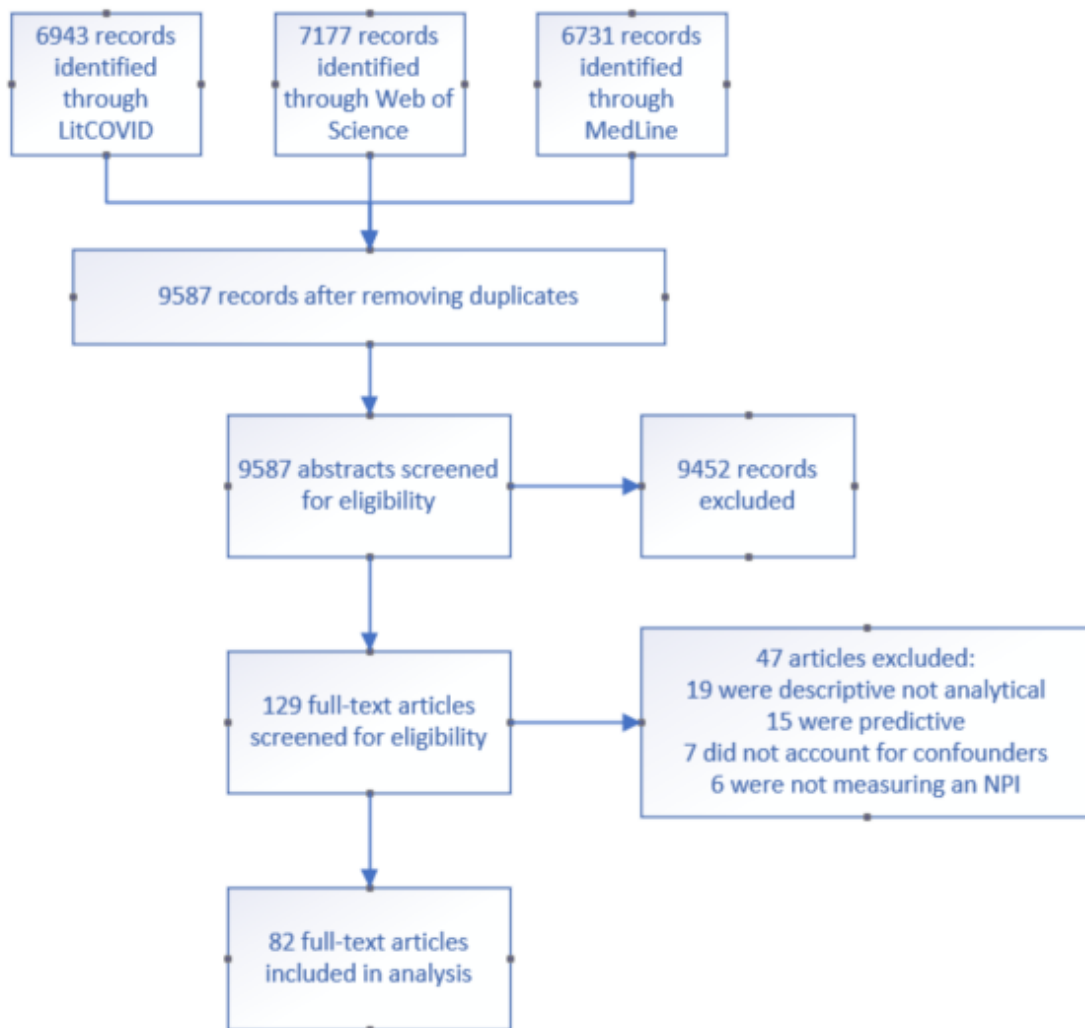 6943 records
identified
through
LitCOVID
7177 records
identified
through Web of
Science
6731 records
identified
through
MedLine
9587 records after removing duplicates
9587 abstracts screened
for eligibility
9452 records
excluded
129 full-text articles
screened for eligibility
47 articles excluded:
19 were descriptive not analytical
15 were predictive
7 did not account for confounders
6 were not measuring an NPI
82 full-text articles
included in analysis